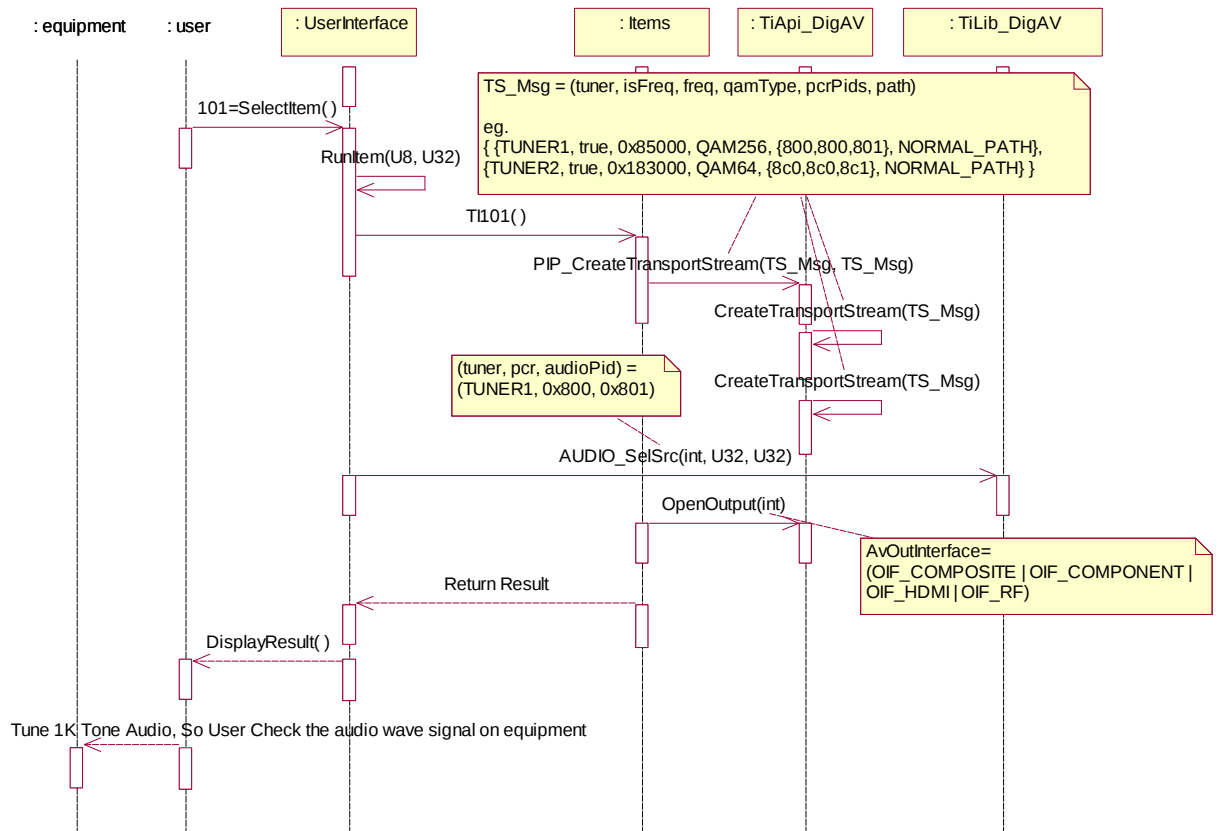 : equipment
: user
: UserInterface
: Items
: TiApi_DigAV
: TiLib_DigAV
TS_Msg = (tuner, isFreq, freq, qamType, pcrPids, path)
eg.
{ {TUNER1, true, 0x85000, QAM256, {800,800,801}, NORMAL_PATH},
{TUNER2, true, 0x183000, QAM64, {8c0,8c0,8c1}, NORMAL_PATH} }
101=SelectItem( )
RunItem(U8, U32)
TI101( )
PIP_CreateTransportStream(TS_Msg, TS_Msg)
CreateTransportStream(TS_Msg)
(tuner, pcr, audioPid) =
(TUNER1, 0x800, 0x801)
CreateTransportStream(TS_Msg)
AUDIO_SelSrc(int, U32, U32)
OpenOutput(int)
AvOutInterface=
(OIF_COMPOSITE | OIF_COMPONENT |
OIF_HDMI | OIF_RF)
Return Result
DisplayResult( )
Tune 1K Tone Audio, So User Check the audio wave signal on equipment